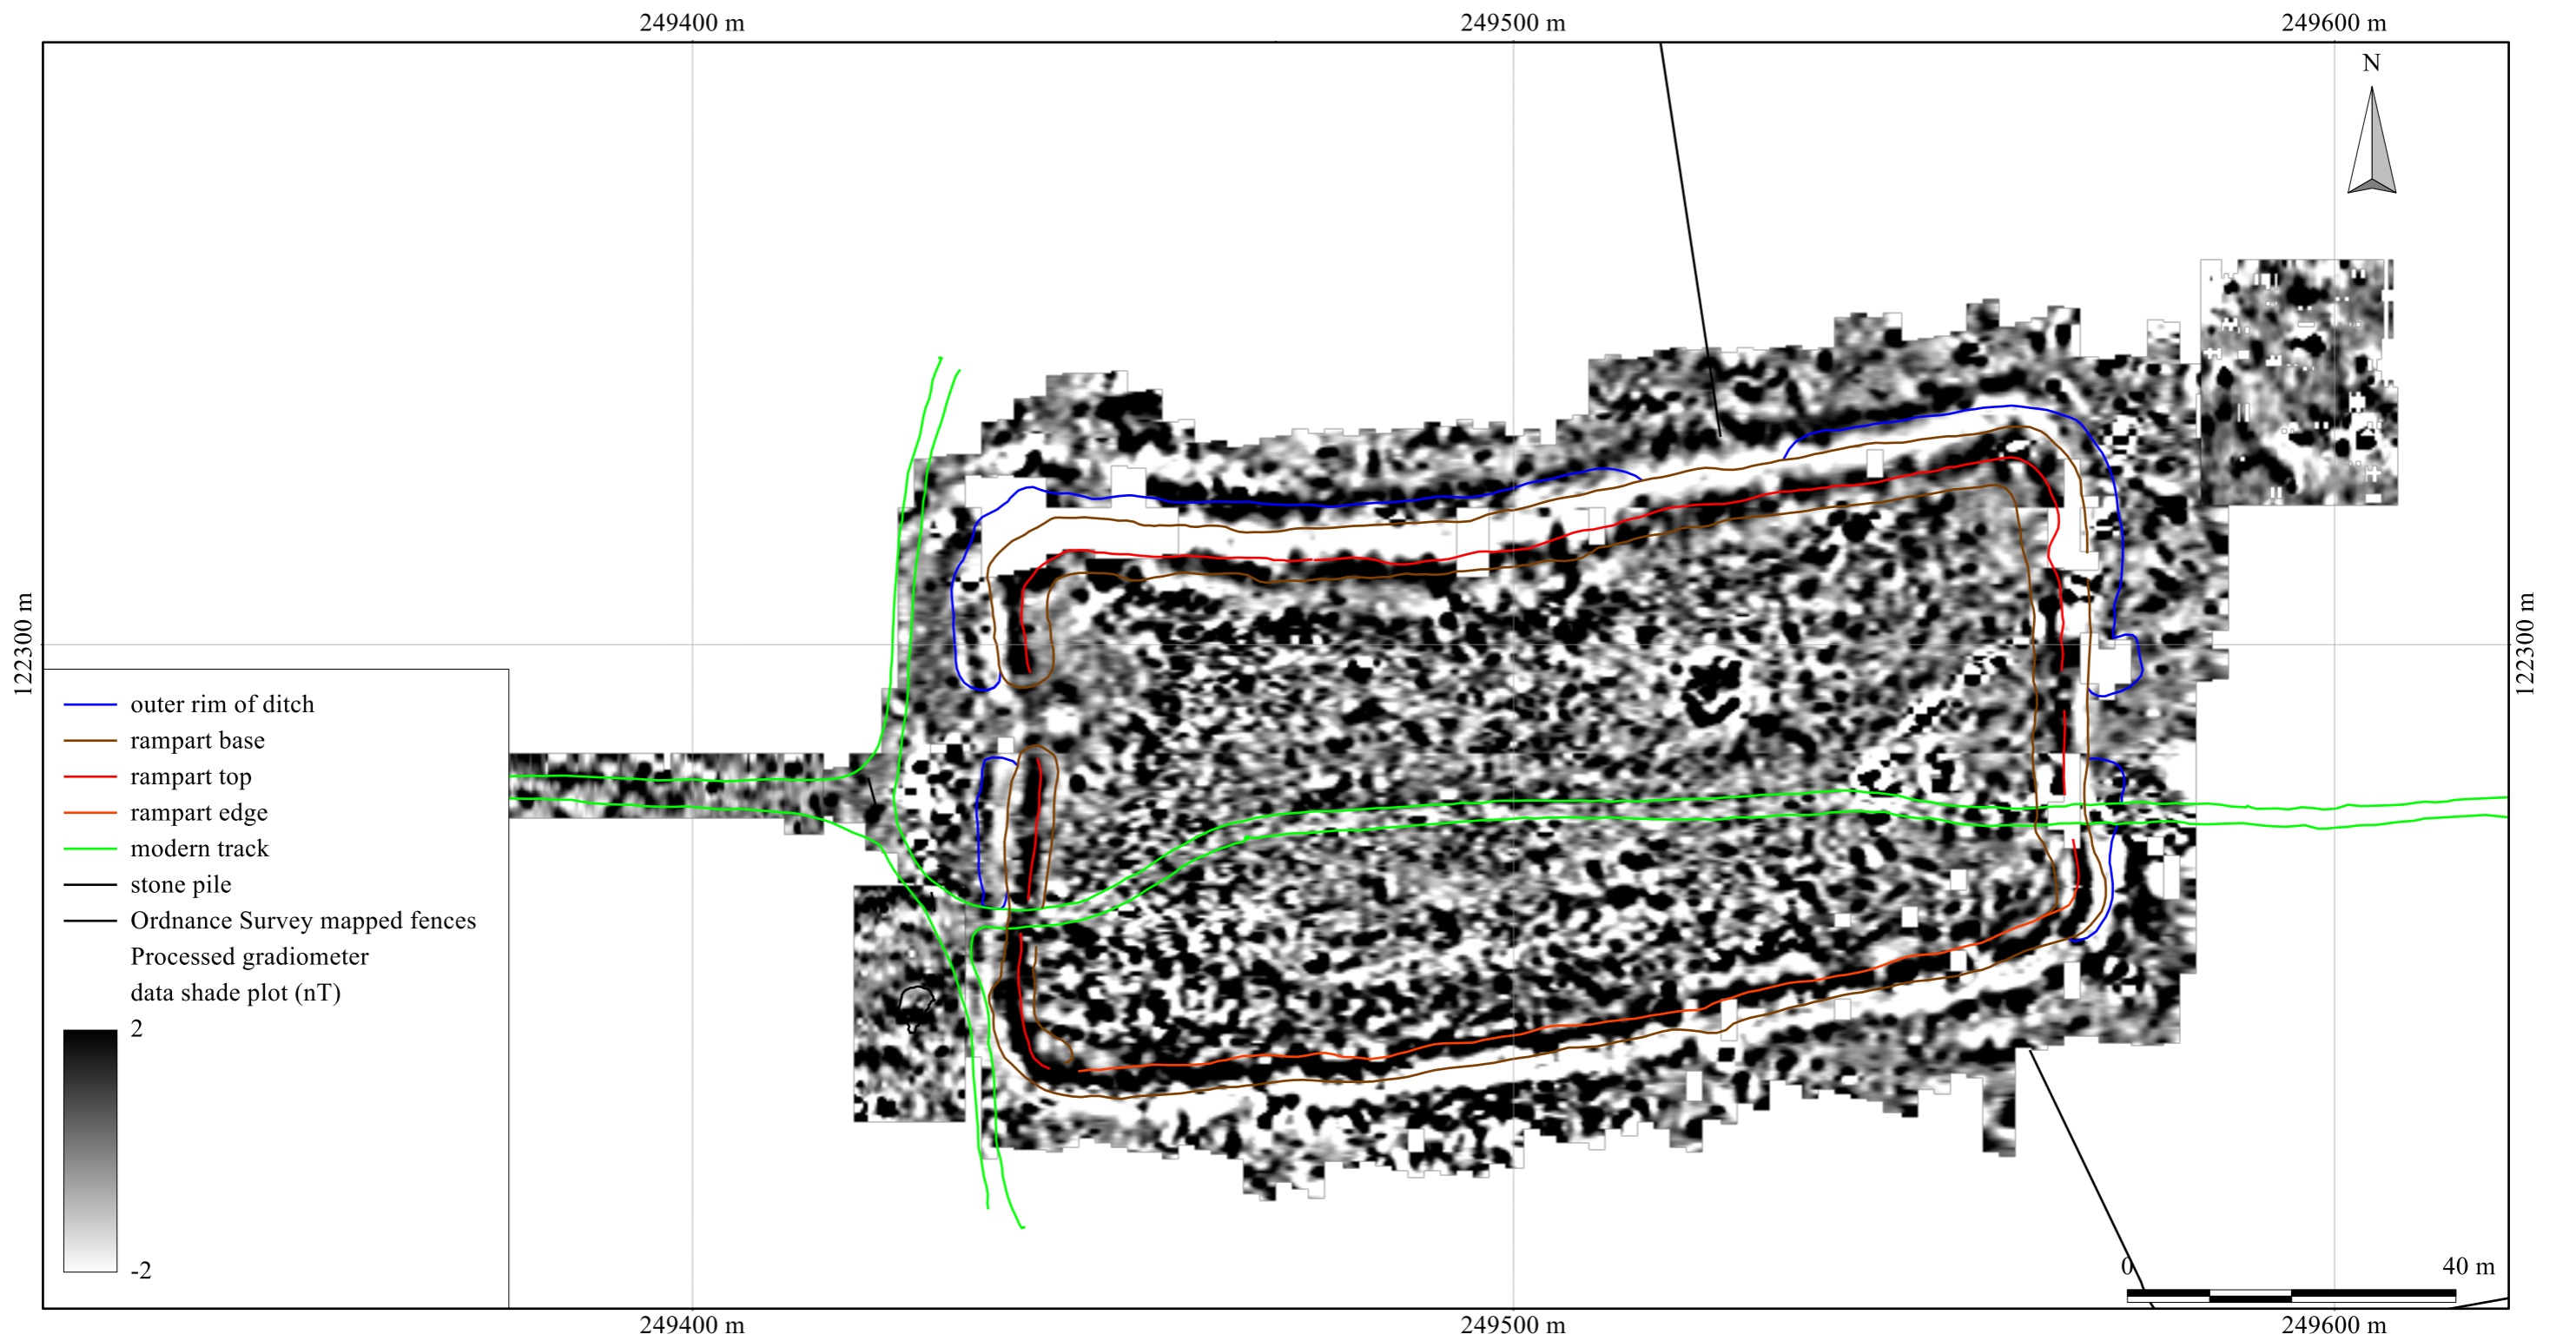 249400 m
249500 m
249600 m
N
122300 m
122300 m
outer rim of ditch
rampart base
rampart top
rampart edge
modern track
stone pile
Ordnance Survey mapped fences
Processed gradiometer
data shade plot (nT)
2
-2
0
40 m
249400 m
249500 m
249600 m